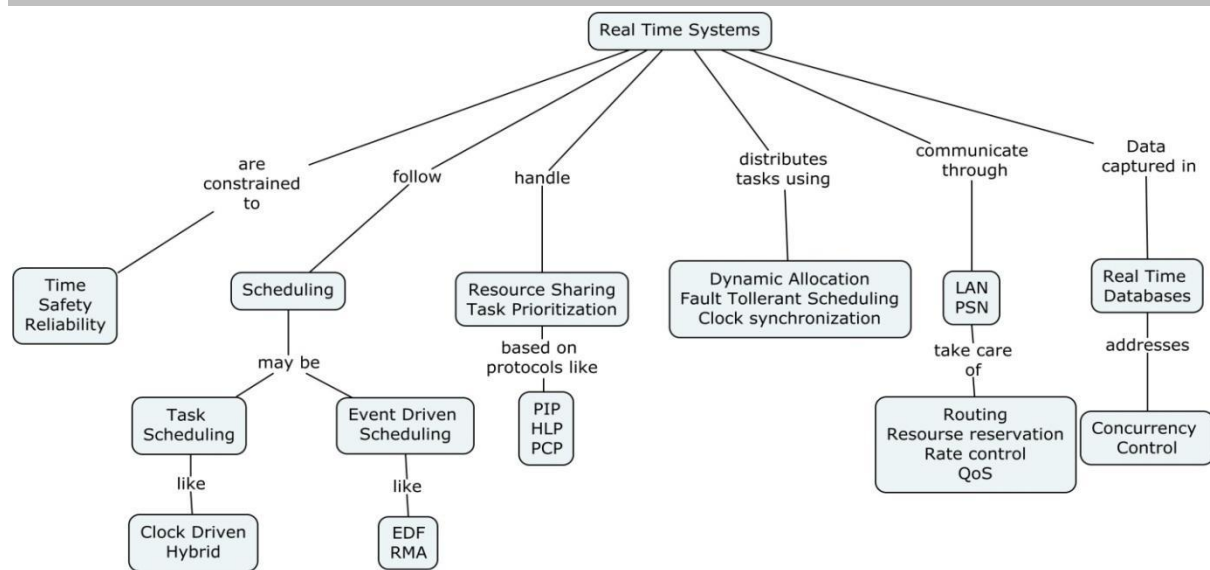 Real Time Systems
are
constrained
to
follow
handle
distributes
tasks using
communicate
through
Data
captured in
Time
Safety
Reliability
Scheduling
Resource Sharing
Task Prioritization
Dynamic Allocation
Fault Tollerant Scheduling
Clock synchronization
LAN
PSN
Real Time
Databases
may be
based on
protocols like
take care
of
addresses
Task
Scheduling
Event Driven
Scheduling
PIP
HLP
PCP
Routing
Resourse reservation
Rate control
QoS
Concurrency
Control
like
like
Clock Driven
Hybrid
EDF
RMA